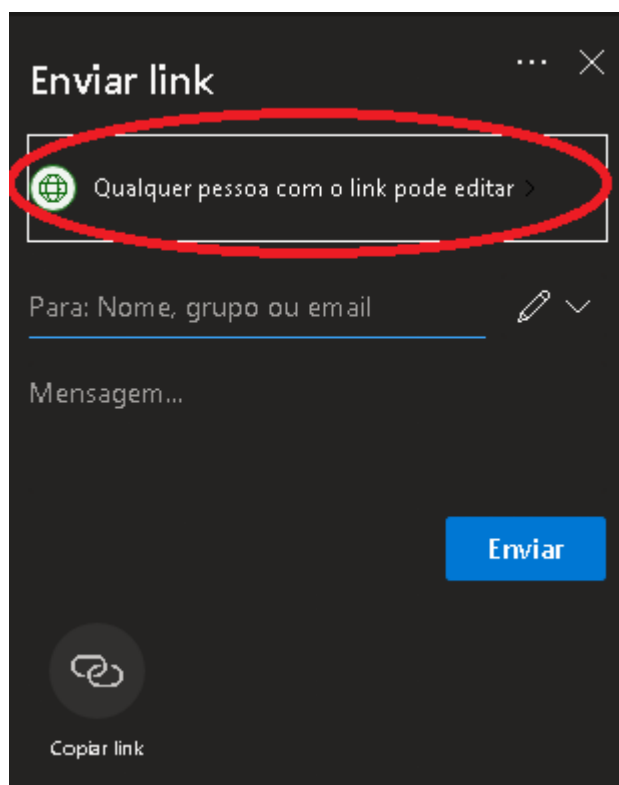 Enviar link
Qualquer pessoa com o link pode editar
Para: Nome, grupo ou email
Mensagem...
Enviar
Copiar link